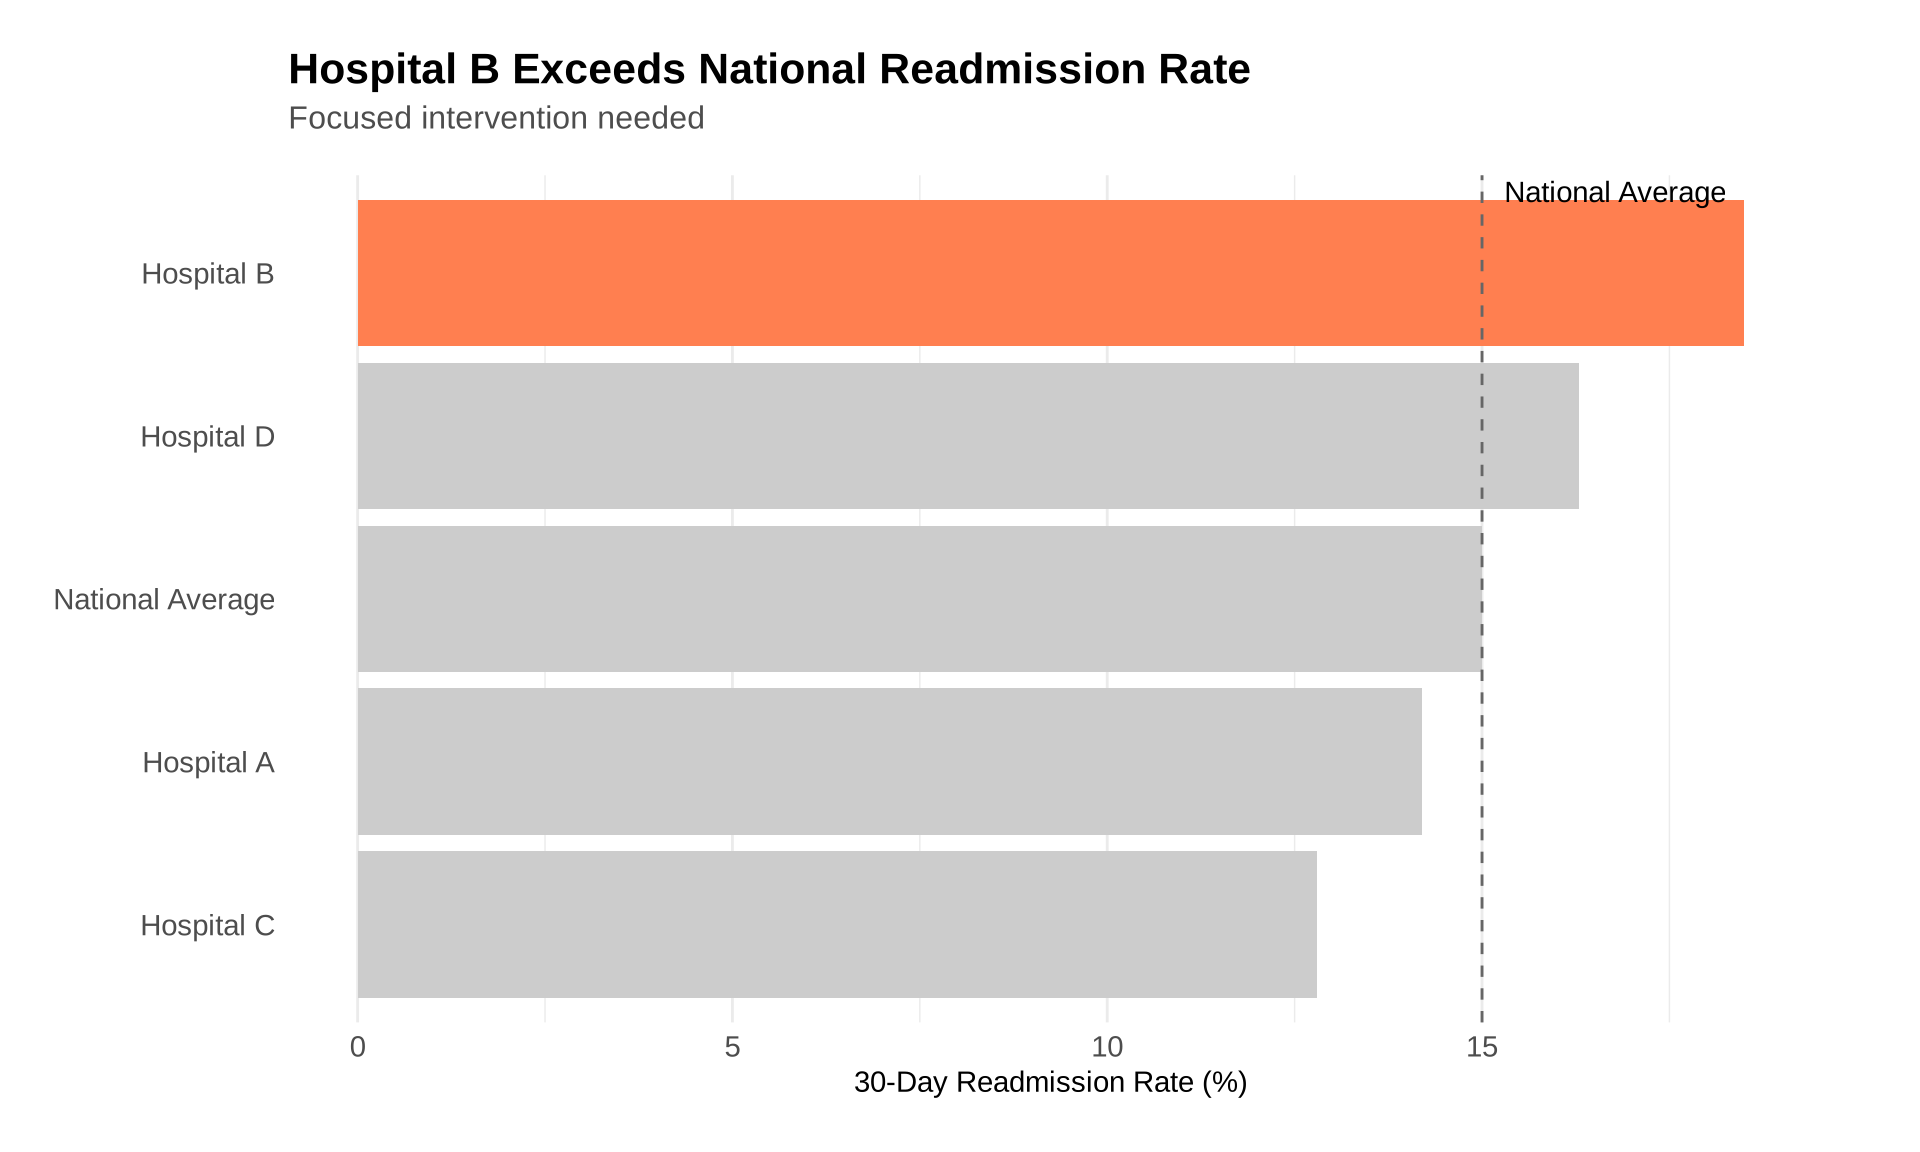 Hospital B Exceeds National Readmission Rate
Focused intervention needed
National Average
Hospital B
Hospital D
National Average
Hospital A
Hospital C
0 5 10 15
30-Day Readmission Rate (%)